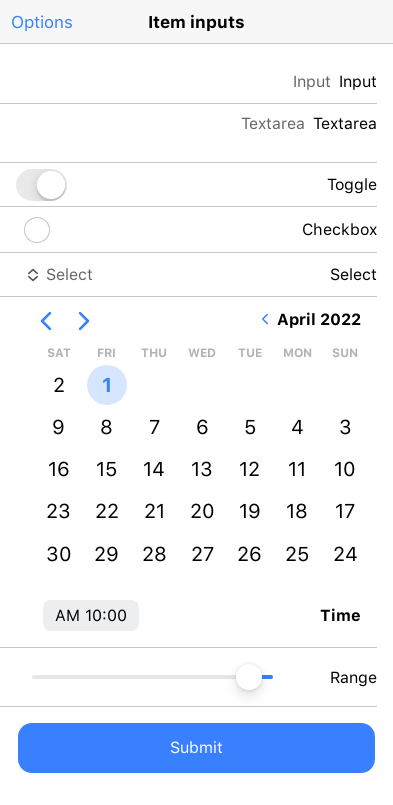 Options Item inputs
Input Input
Textarea Textarea
Toggle
Checkbox
Select Select
April 2022
SAT FRI THU WED TUE MON SUN
2 1
9 8 7 6 5 4 3
16 15 14 13 12 11 10
23 22 21 20 19 18 17
30 29 28 27 26 25 24
AM 10:00 Time
Range
Submit